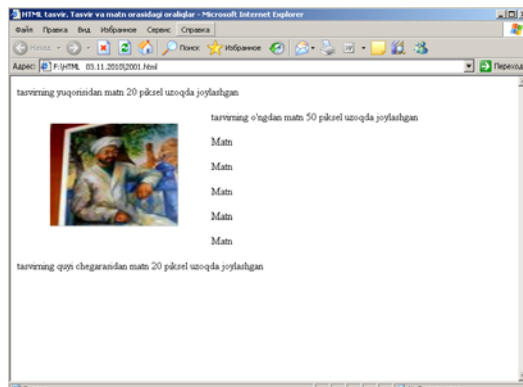 HTML tasvir, Tasvir va matn orasidagi oraliqlar - Microsoft Internet Explorer
Файл Правка Вид Избранное Сервис Справка
Назад Поиск Избранное
Адрес: F:\HTML 03.11.2010\2001.html Переход
tasvirning yuqorisidan matn 20 piksel uzoqda joylashgan
tasvirning o'ngdan matn 50 piksel uzoqda joylashgan
Matn
Matn
Matn
Matn
Matn
tasvirning quyi chegarasidan matn 20 piksel uzoqda joylashgan